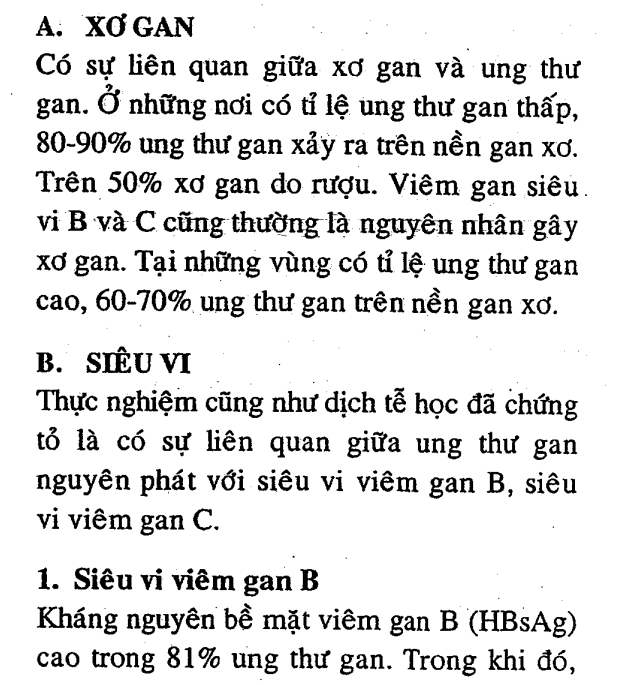 A. XƠ GAN
Có sự liên quan giữa xơ gan và ung thư
gan. Ở những nơi có tỉ lệ ung thư gan thấp,
80-90% ung thư gan xảy ra trên nền gan xơ.
Trên 50% xơ gan do rượu. Viêm gan siêu
vi B và C cũng thường là nguyên nhân gây
xơ gan. Tại những vùng có tỉ lệ ung thư gan
cao, 60-70% ung thư gan trên nền gan xơ.
B. SIÊU VI
Thực nghiệm cũng như dịch tễ học đã chứng
tỏ là có sự liên quan giữa ung thư gan
nguyên phát với siêu vi viêm gan B, siêu
vi viêm gan C.
1. Siêu vi viêm gan B
Kháng nguyên bề mặt viêm gan B (HBsAg)
cao trong 81% ung thư gan. Trong khi đó,